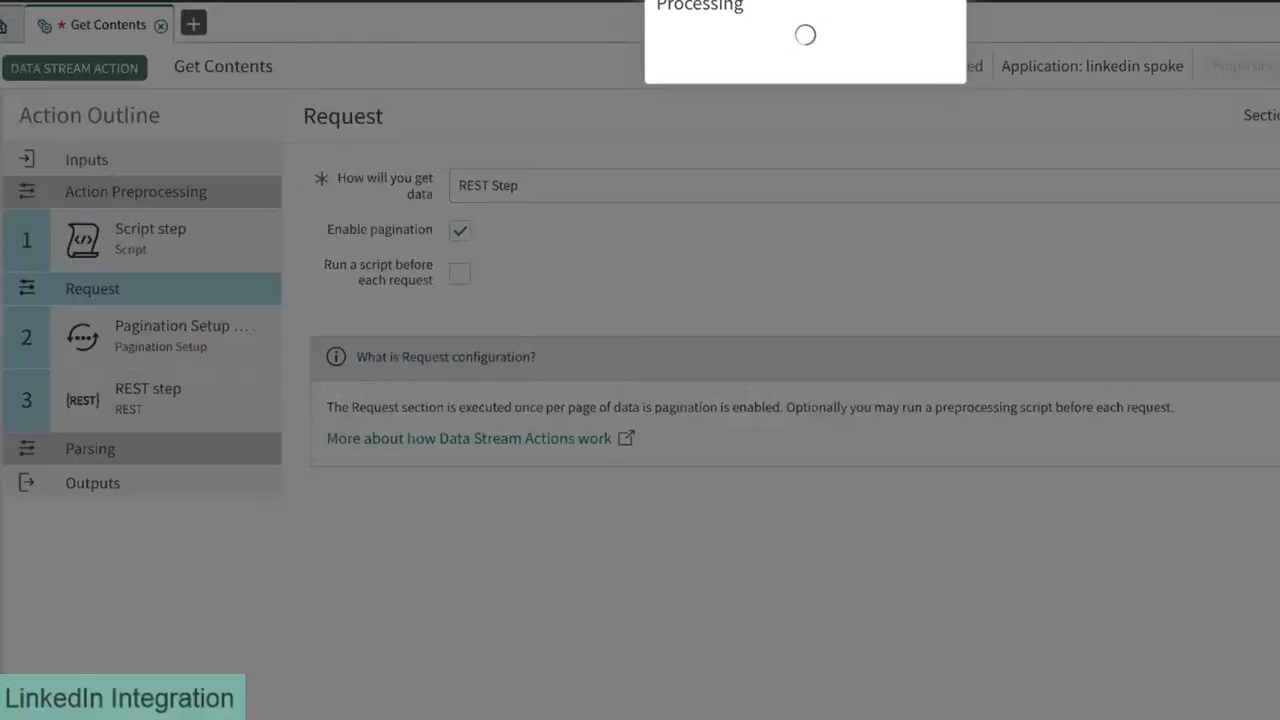 Processing
* Get Contents
DATA STREAM ACTION
Get Contents
ed
Application: linkedin spoke
Action Outline
Request
Inputs
Action Preprocessing
1
Script step
Script
Request
2
Pagination Setup ...
Pagination Setup
3
{REST}
REST step
REST
Parsing
Outputs
* How will you get
data
REST Step
Enable pagination
Run a script before
each request
What is Request configuration?
The Request section is executed once per page of data is pagination is enabled. Optionally you may run a preprocessing script before each request.
More about how Data Stream Actions work
LinkedIn Integration